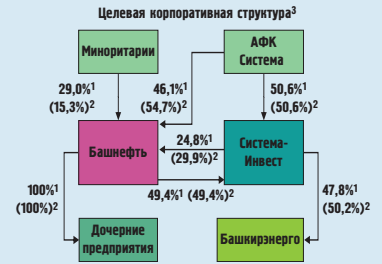 Целевая корпоративная структура³
Миноритарии
АФК
Система
29,0%¹
(15,3%)²
46,1%¹
(54,7%)²
50,6%¹
(50,6%)²
Башнефть
24,8%¹
(29,9%)²
Система-
Инвест
49,4%¹ (49,4%)²
100%¹
(100%)²
47,8%¹
(50,2%)²
Дочерние
предприятия
Башкирэнерго